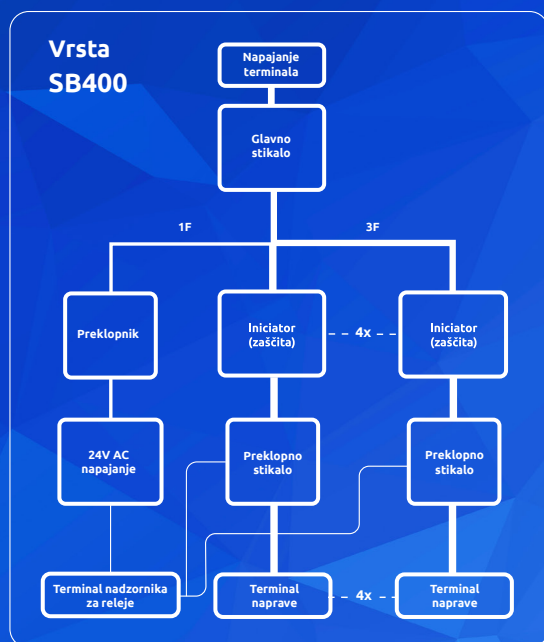 Vrsta
SB400
Napajanje
terminala
Glavno
stikalo
1F
3F
Preklopnik
Iniciator
(zaščita)
4x
Iniciator
(zaščita)
24V AC
napajanje
Preklopno
stikalo
Preklopno
stikalo
Terminal nadzornika
za releje
Terminal
naprave
4x
Terminal
naprave